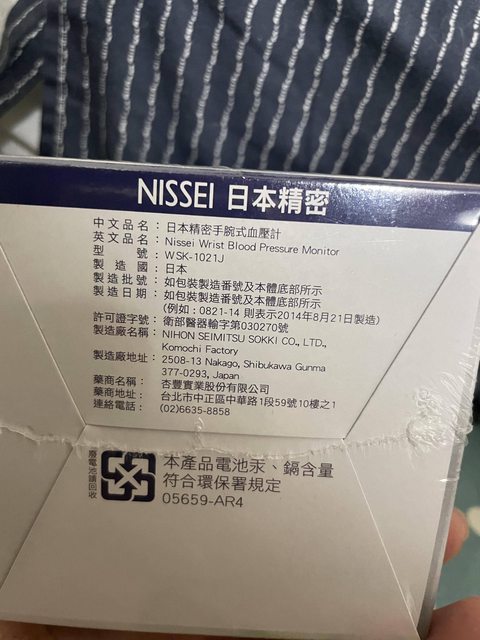 NISSEI 日本精密
中文品名：日本精密手腕式血壓計
英文品名：Nissei Wrist Blood Pressure Monitor
型號：WSK-1021J
製造國：日本
製造批號：如包裝製造番號及本體底部所示
製造日期：如包裝製造番號及本體底部所示
(例如：0821-14 則表示2014年8月21日製造)
許可證字號：衛部醫器輸字第030270號
製造廠名稱：NIHON SEIMITSU SOKKI CO., LTD.,
Komochi Factory
製造廠地址：2508-13 Nakago, Shibukawa Gunma
377-0293, Japan
藥商名稱：杏豐實業股份有限公司
藥商地址：台北市中正區中華路1段59號10樓之1
連絡電話：(02)6635-8858
廢電池請回收
本產品電池汞、鎘含量
符合環保署規定
05659-AR4